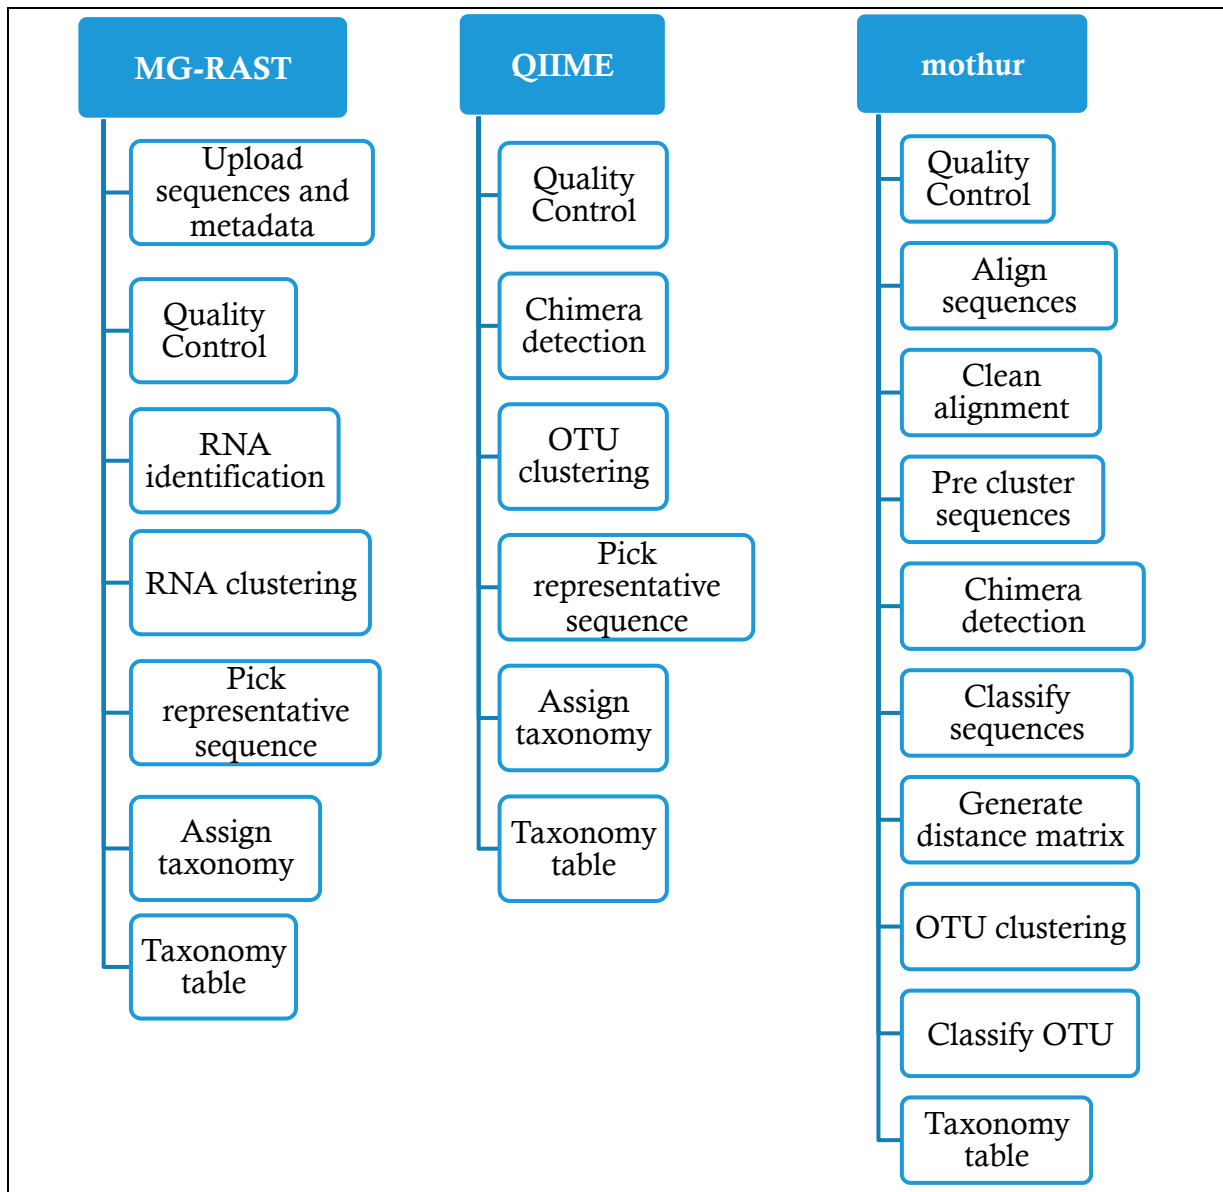 MG-RAST
Upload
sequences and
metadata
Quality
Control
RNA
identification
RNA clustering
Pick
representative
sequence
Assign
taxonomy
Taxonomy
table
QIIME
Quality
Control
Chimera
detection
OTU
clustering
Pick
representative
sequence
Assign
taxonomy
Taxonomy
table
mothur
Quality
Control
Align
sequences
Clean
alignment
Pre cluster
sequences
Chimera
detection
Classify
sequences
Generate
distance matrix
OTU clustering
Classify OTU
Taxonomy
table